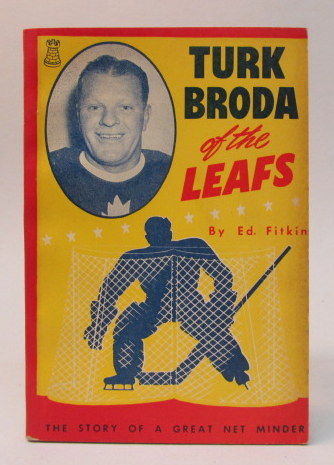 TURK
BRODA
of the
LEAFS
By Ed. Fitkin
THE STORY OF A GREAT NET MINDER